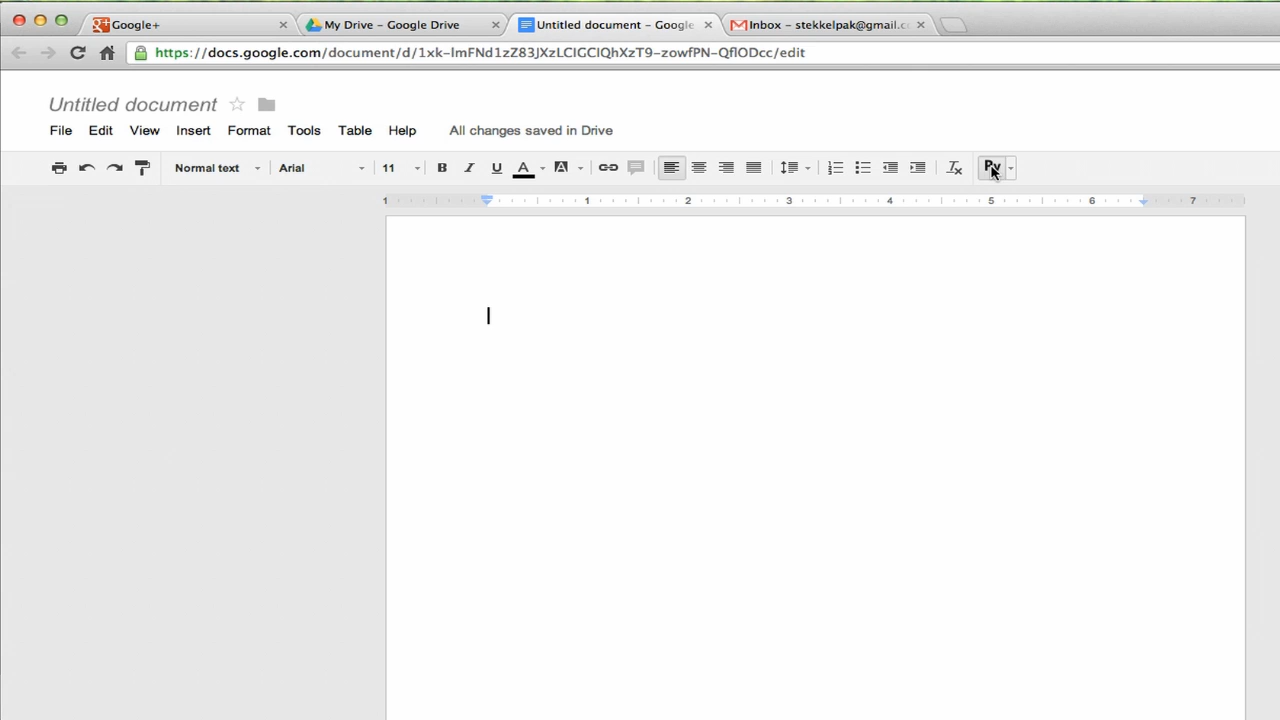 Google+ My Drive – Google Drive Untitled document – Google Inbox – stekkelpak@gmail.c
https://docs.google.com/document/d/1xk-lmFNd1zZ83JXzLCIGCIQhXzT9-zowfPN-QflODcc/edit
Untitled document
File Edit View Insert Format Tools Table Help All changes saved in Drive
Normal text Arial 11 B I U A A
1 1 2 3 4 5 6 7